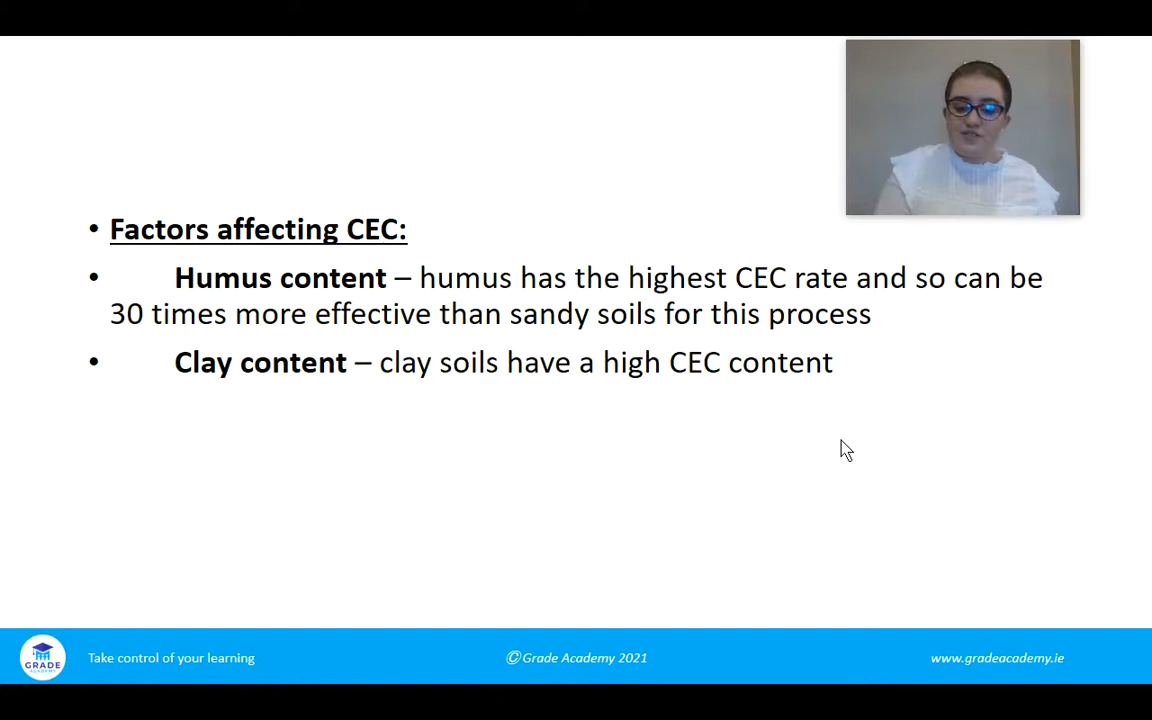 • Factors affecting CEC:
• Humus content – humus has the highest CEC rate and so can be
30 times more effective than sandy soils for this process
• Clay content – clay soils have a high CEC content
GRADE
ACADEMY
Take control of your learning
©Grade Academy 2021
www.gradeacademy.ie